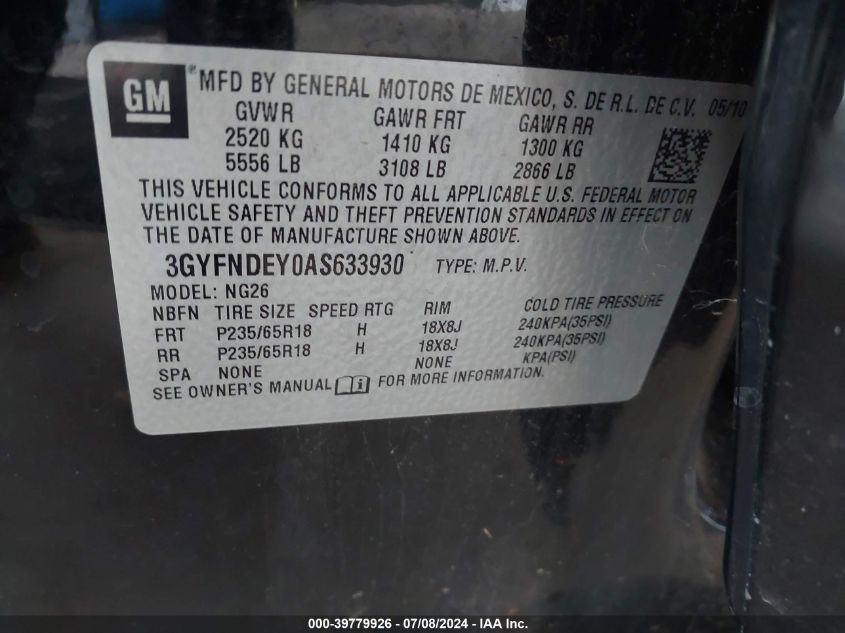 GM ® MFD BY GENERAL MOTORS DE MEXICO, S. DE R.L. DE C.V. 05/10
GVWR GAWR FRT GAWR RR
2520 KG 1410 KG 1300 KG
5556 LB 3108 LB 2866 LB
THIS VEHICLE CONFORMS TO ALL APPLICABLE U.S. FEDERAL MOTOR
VEHICLE SAFETY AND THEFT PREVENTION STANDARDS IN EFFECT ON
THE DATE OF MANUFACTURE SHOWN ABOVE.
3GYFNDEY0AS633930 TYPE: M.P.V.
MODEL: NG26
NBFN TIRE SIZE SPEED RTG RIM COLD TIRE PRESSURE
FRT P235/65R18 H 18X8J 240KPA(35PSI)
RR P235/65R18 H 18X8J 240KPA(35PSI)
SPA NONE NONE KPA(PSI)
SEE OWNER'S MANUAL FOR MORE INFORMATION.
000-39779926 - 07/08/2024 - IAA Inc.